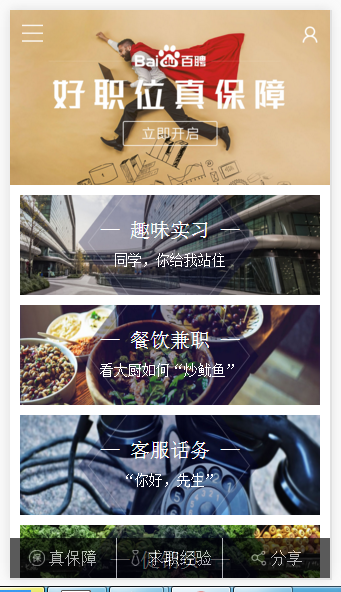 Bai du 百聘
好职位真保障
立即开启
— 趣味实习 —
同学，你给我站住
— 餐饮兼职 —
看大厨如何“炒鱿鱼”
— 客服话务 —
“你好，先生”
保 真保障 求职经验 分享